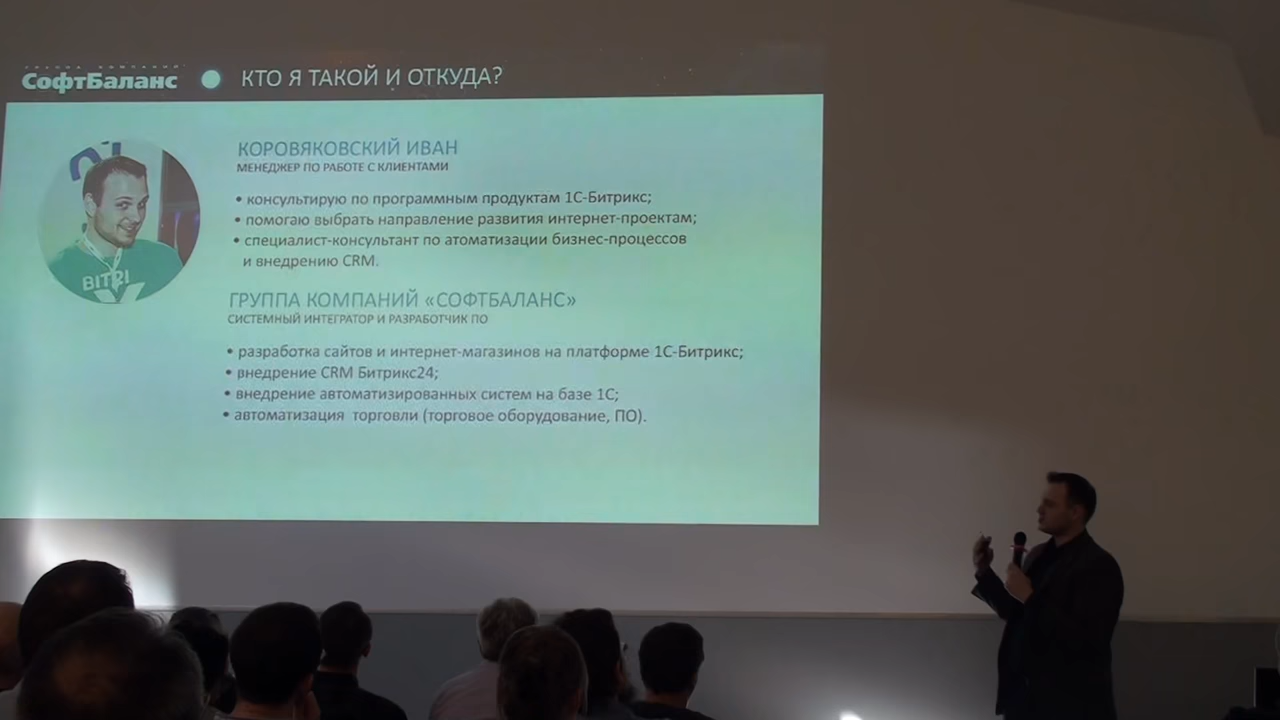 ГРУППА КОМПАНИЙ
СофтБаланс
КТО Я ТАКОЙ И ОТКУДА?
КОРОВЯКОВСКИЙ ИВАН
МЕНЕДЖЕР ПО РАБОТЕ С КЛИЕНТАМИ
• консультирую по программным продуктам 1С-Битрикс;
• помогаю выбрать направление развития интернет-проектам;
• специалист-консультант по атоматизации бизнес-процессов
и внедрению CRM.
BITRI
ГРУППА КОМПАНИЙ «СОФТБАЛАНС»
СИСТЕМНЫЙ ИНТЕГРАТОР И РАЗРАБОТЧИК ПО
• разработка сайтов и интернет-магазинов на платформе 1С-Битрикс;
• внедрение CRM Битрикс24;
• внедрение автоматизированных систем на базе 1С;
• автоматизация торговли (торговое оборудование, ПО).